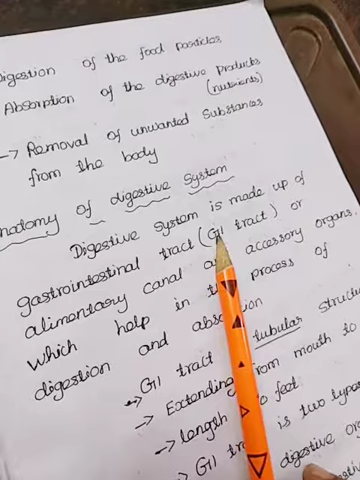 Digestion of the food particles
Absorption of the digestive products
(nutrients)
-> Removal of unwanted Substances
from the body
Anatomy of digestive system
Digestive system is made up of
gastrointestinal tract (GI tract) or
alimentary canal accessory organs.
which help in process of
digestion and
-> GI tract tubular
-> Extending from mouth to
-> length feet
-> GI is two types
digestive